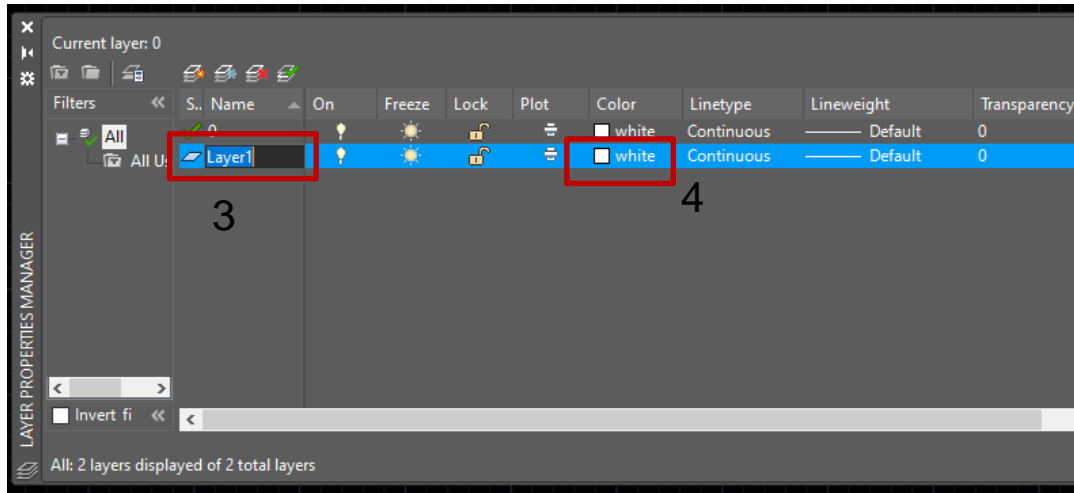 Current layer: 0
Filters
S.. Name On Freeze Lock Plot Color Linetype Lineweight Transparency
All
0 white Continuous Default 0
All Us
Layer1 white Continuous Default 0
3
4
LAYER PROPERTIES MANAGER
Invert fi
All: 2 layers displayed of 2 total layers